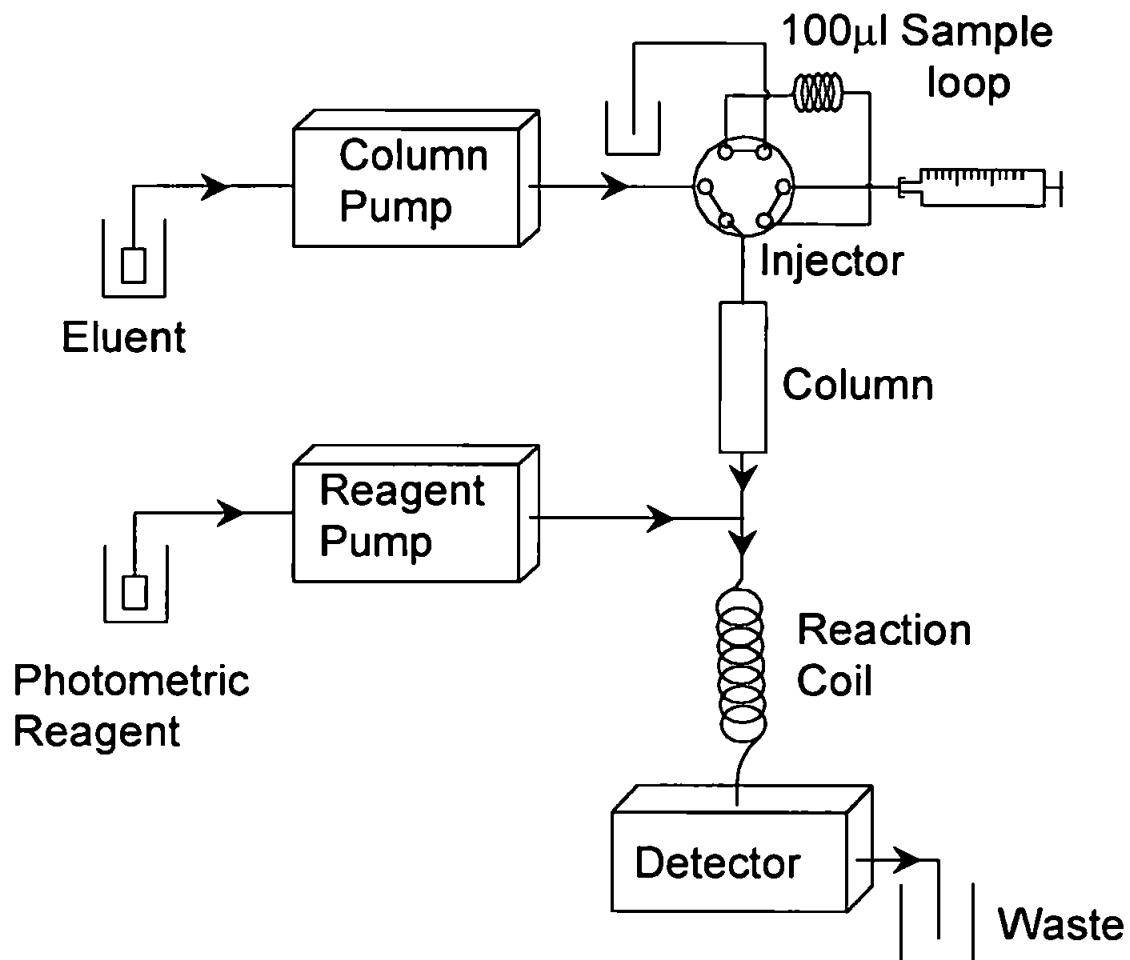 100μl Sample
loop
Column
Pump
Injector
Eluent
Column
Reagent
Pump
Photometric
Reagent
Reaction
Coil
Detector
Waste